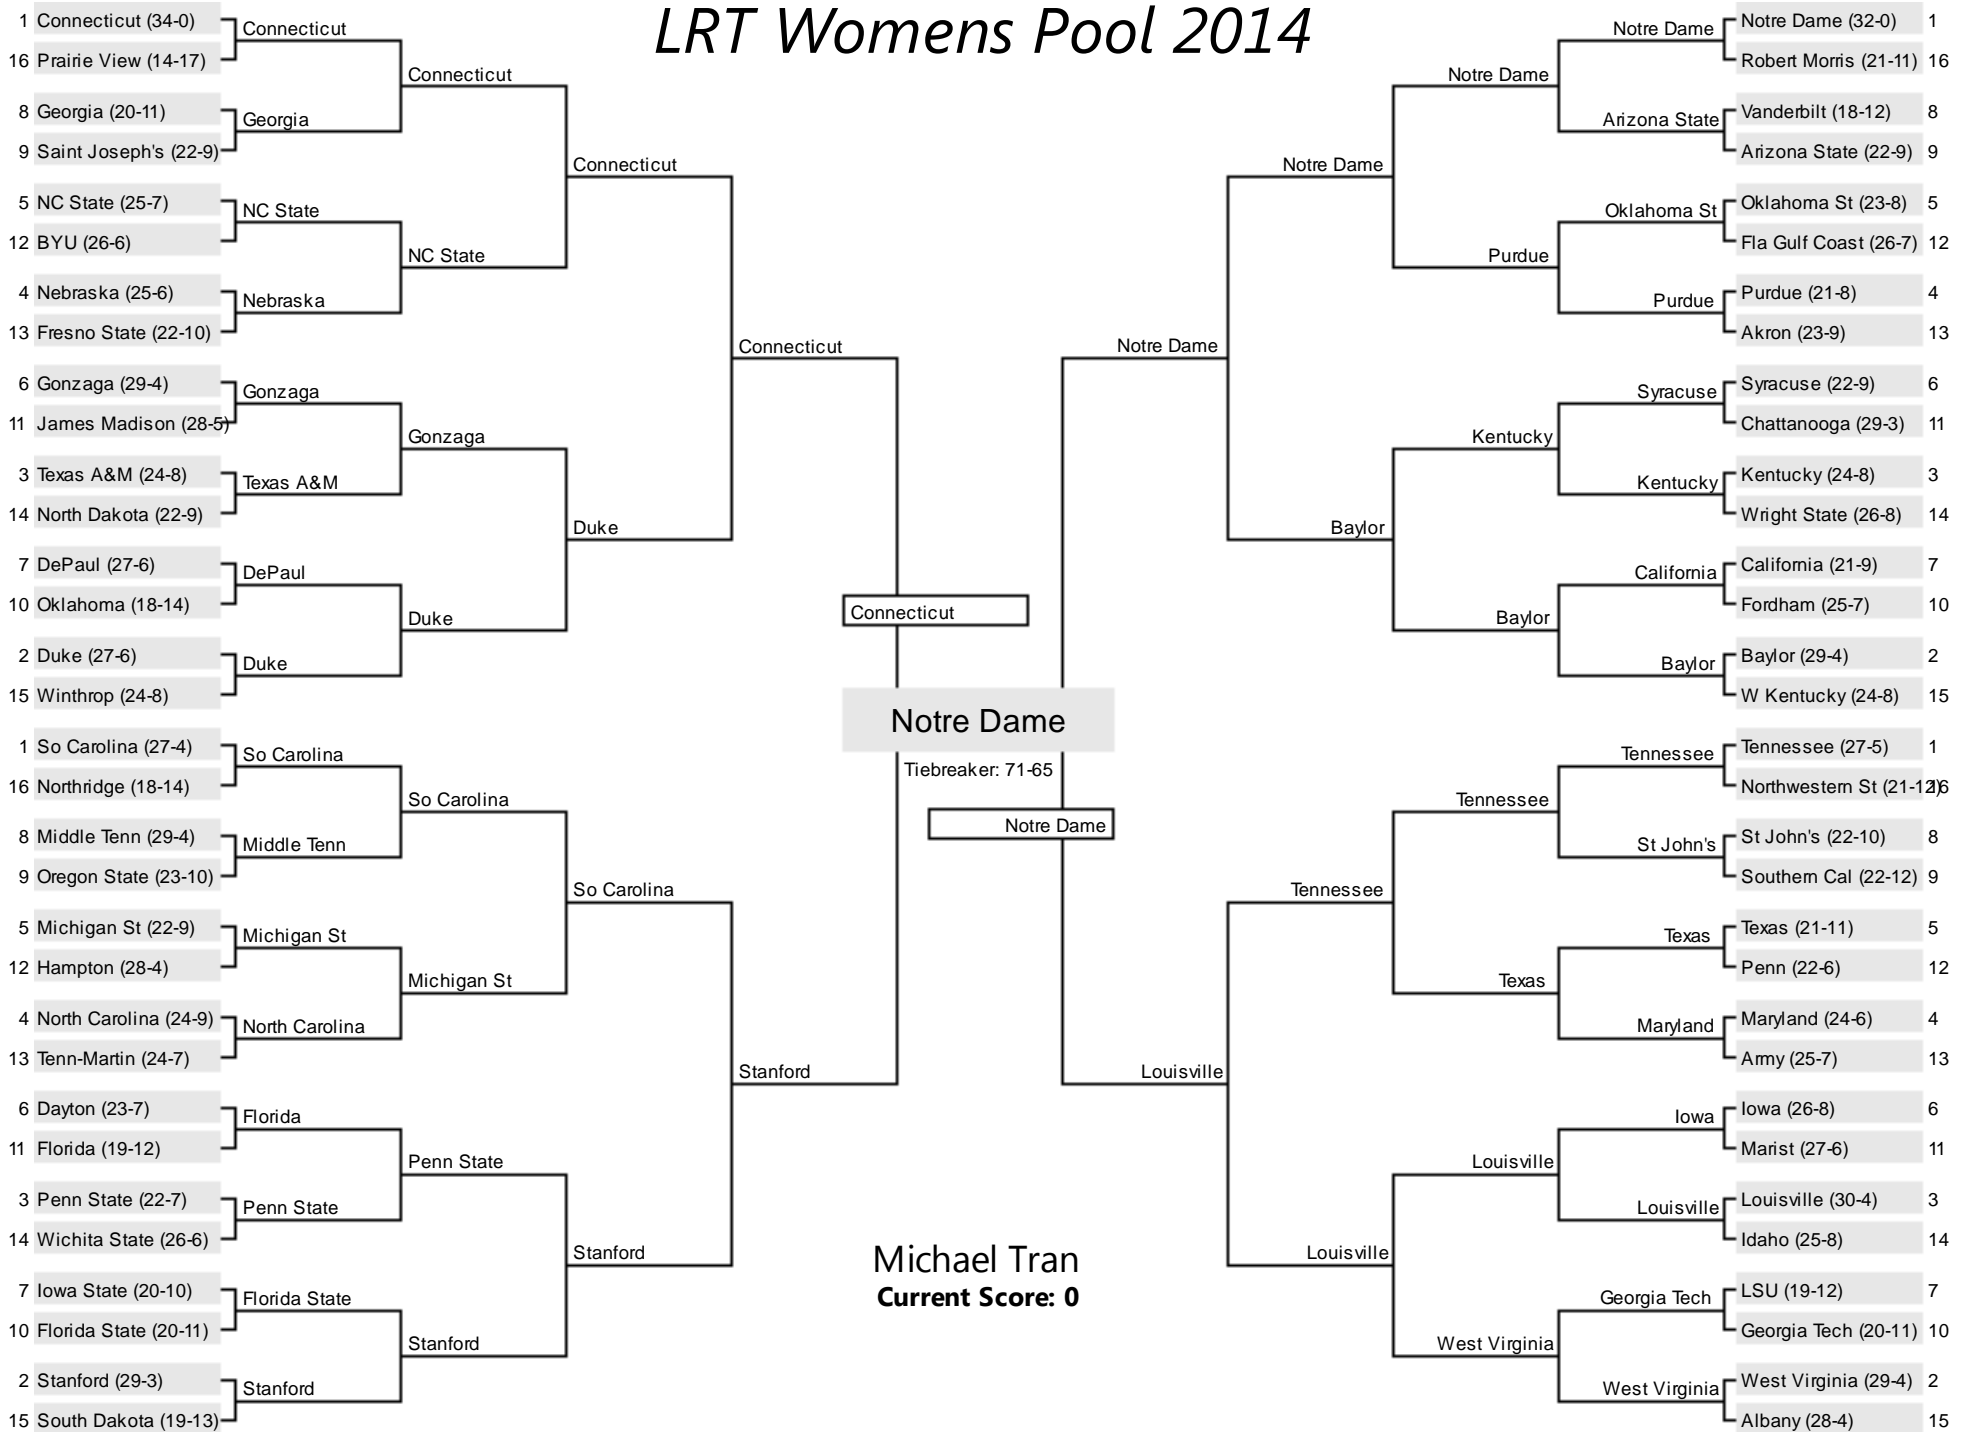 LRT Womens Pool 2014
1 Connecticut (34-0)
16 Prairie View (14-17)
8 Georgia (20-11)
9 Saint Joseph's (22-9)
5 NC State (25-7)
12 BYU (26-6)
4 Nebraska (25-6)
13 Fresno State (22-10)
6 Gonzaga (29-4)
11 James Madison (28-5)
3 Texas A&M (24-8)
14 North Dakota (22-9)
7 DePaul (27-6)
10 Oklahoma (18-14)
2 Duke (27-6)
15 Winthrop (24-8)
1 So Carolina (27-4)
16 Northridge (18-14)
8 Middle Tenn (29-4)
9 Oregon State (23-10)
5 Michigan St (22-9)
12 Hampton (28-4)
4 North Carolina (24-9)
13 Tenn-Martin (24-7)
6 Dayton (23-7)
11 Florida (19-12)
3 Penn State (22-7)
14 Wichita State (26-6)
7 Iowa State (20-10)
10 Florida State (20-11)
2 Stanford (29-3)
15 South Dakota (19-13)
Connecticut
Georgia
NC State
Nebraska
Gonzaga
Texas A&M
DePaul
Duke
So Carolina
Middle Tenn
Michigan St
North Carolina
Florida
Penn State
Florida State
Stanford
Connecticut
NC State
Gonzaga
Duke
So Carolina
Michigan St
Penn State
Stanford
Connecticut
Duke
So Carolina
Stanford
Connecticut
Stanford
Connecticut
Notre Dame
Tiebreaker: 71-65
Notre Dame
Michael Tran
Current Score: 0
Notre Dame
Louisville
Notre Dame
Baylor
Tennessee
Louisville
Notre Dame
Purdue
Kentucky
Baylor
Tennessee
Texas
Louisville
West Virginia
Notre Dame
Arizona State
Oklahoma St
Purdue
Syracuse
Kentucky
California
Baylor
Tennessee
St John's
Texas
Maryland
Iowa
Louisville
Georgia Tech
West Virginia
Notre Dame (32-0) 1
Robert Morris (21-11) 16
Vanderbilt (18-12) 8
Arizona State (22-9) 9
Oklahoma St (23-8) 5
Fla Gulf Coast (26-7) 12
Purdue (21-8) 4
Akron (23-9) 13
Syracuse (22-9) 6
Chattanooga (29-3) 11
Kentucky (24-8) 3
Wright State (26-8) 14
California (21-9) 7
Fordham (25-7) 10
Baylor (29-4) 2
W Kentucky (24-8) 15
Tennessee (27-5) 1
Northwestern St (21-12) 16
St John's (22-10) 8
Southern Cal (22-12) 9
Texas (21-11) 5
Penn (22-6) 12
Maryland (24-6) 4
Army (25-7) 13
Iowa (26-8) 6
Marist (27-6) 11
Louisville (30-4) 3
Idaho (25-8) 14
LSU (19-12) 7
Georgia Tech (20-11) 10
West Virginia (29-4) 2
Albany (28-4) 15